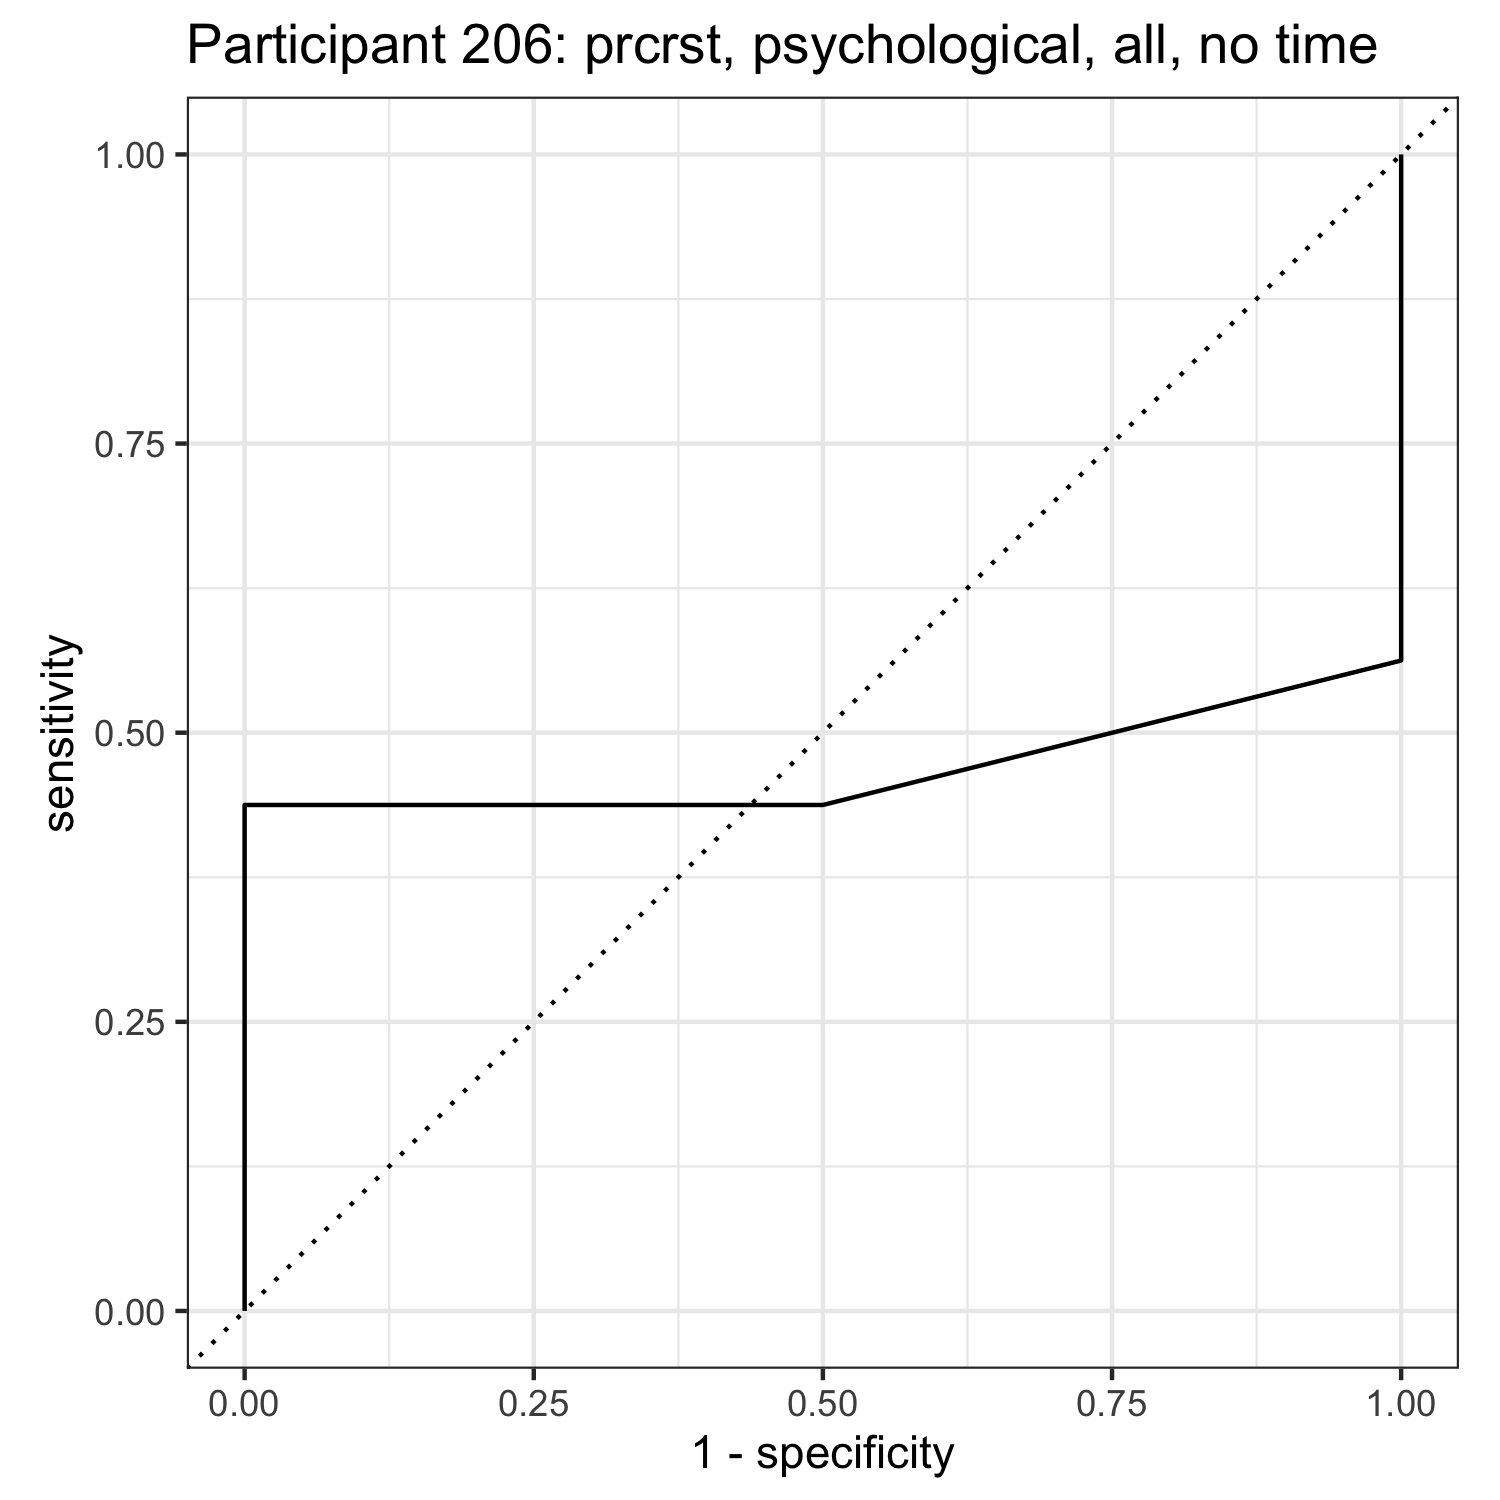 Participant 206: prcrst, psychological, all, no time
sensitivity
1.00
0.75
0.50
0.25
0.00
0.00 0.25 0.50 0.75 1.00
1 - specificity